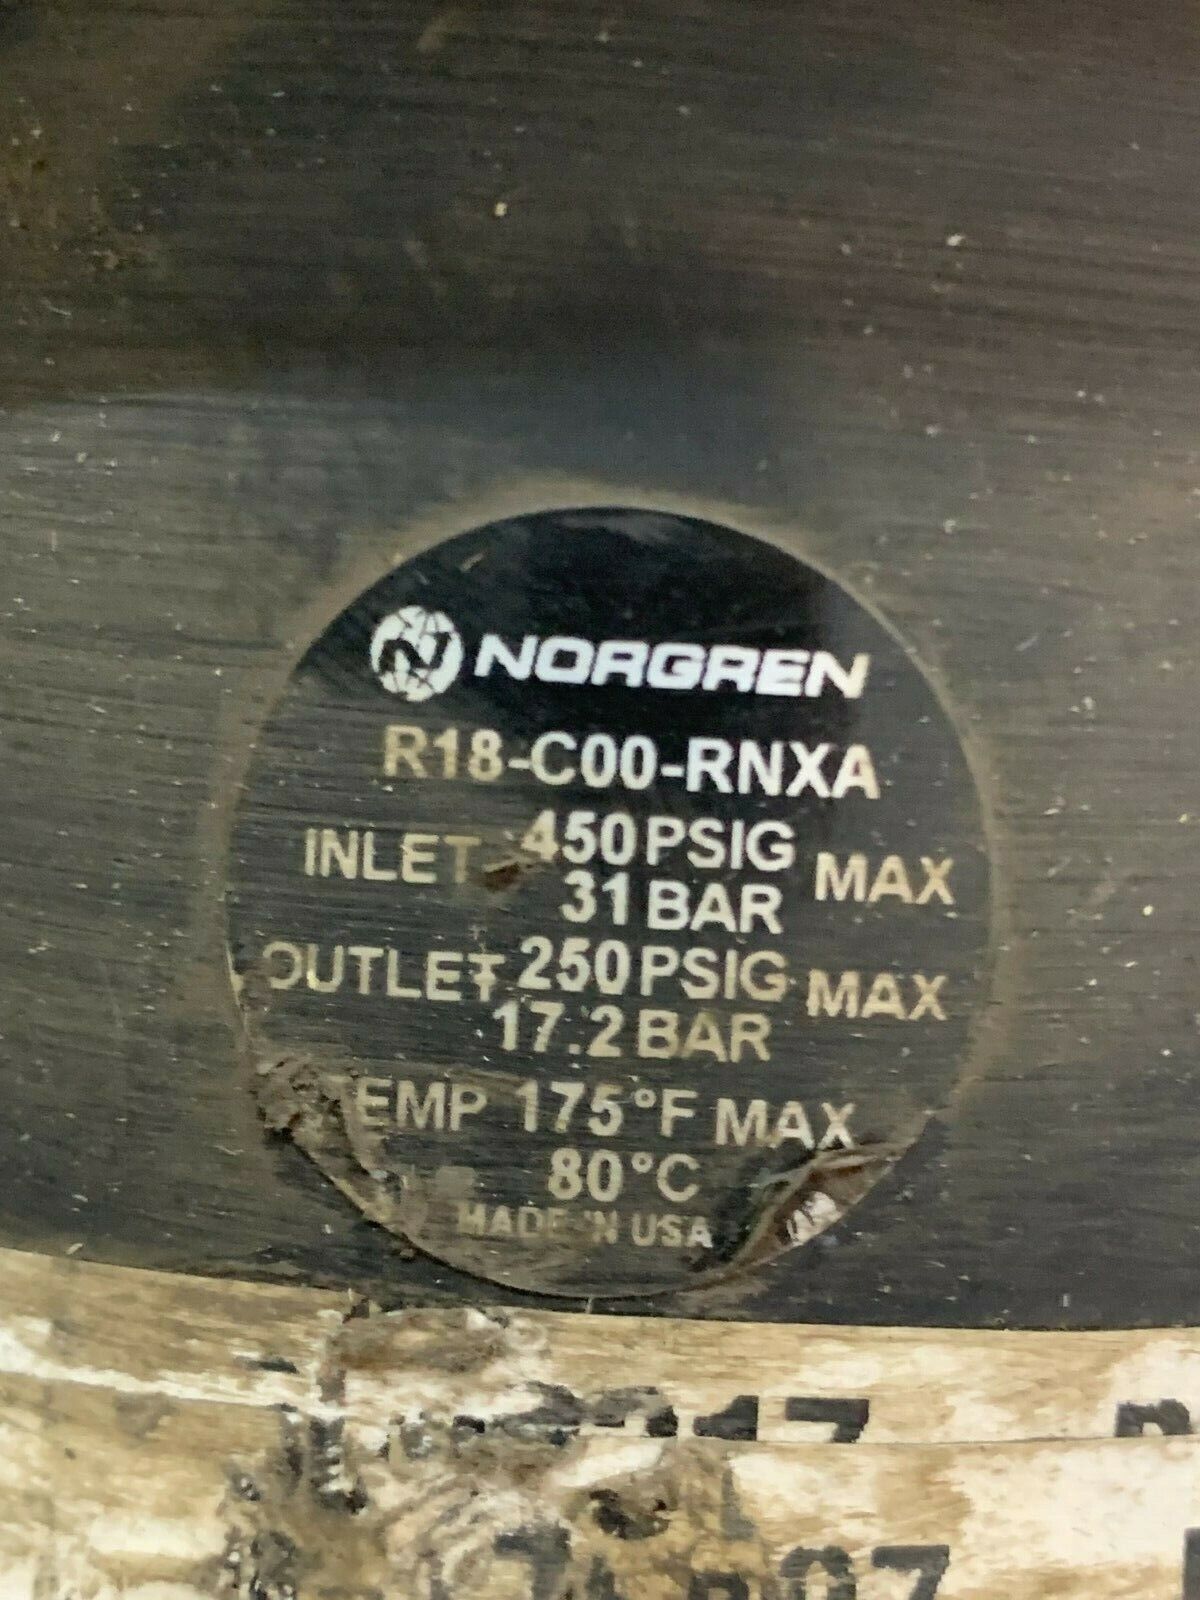 NORGREN
R18-C00-RNXA
INLET 450 PSIG MAX
31 BAR
OUTLET 250 PSIG MAX
17.2 BAR
TEMP 175°F MAX
80°C
MADE IN USA